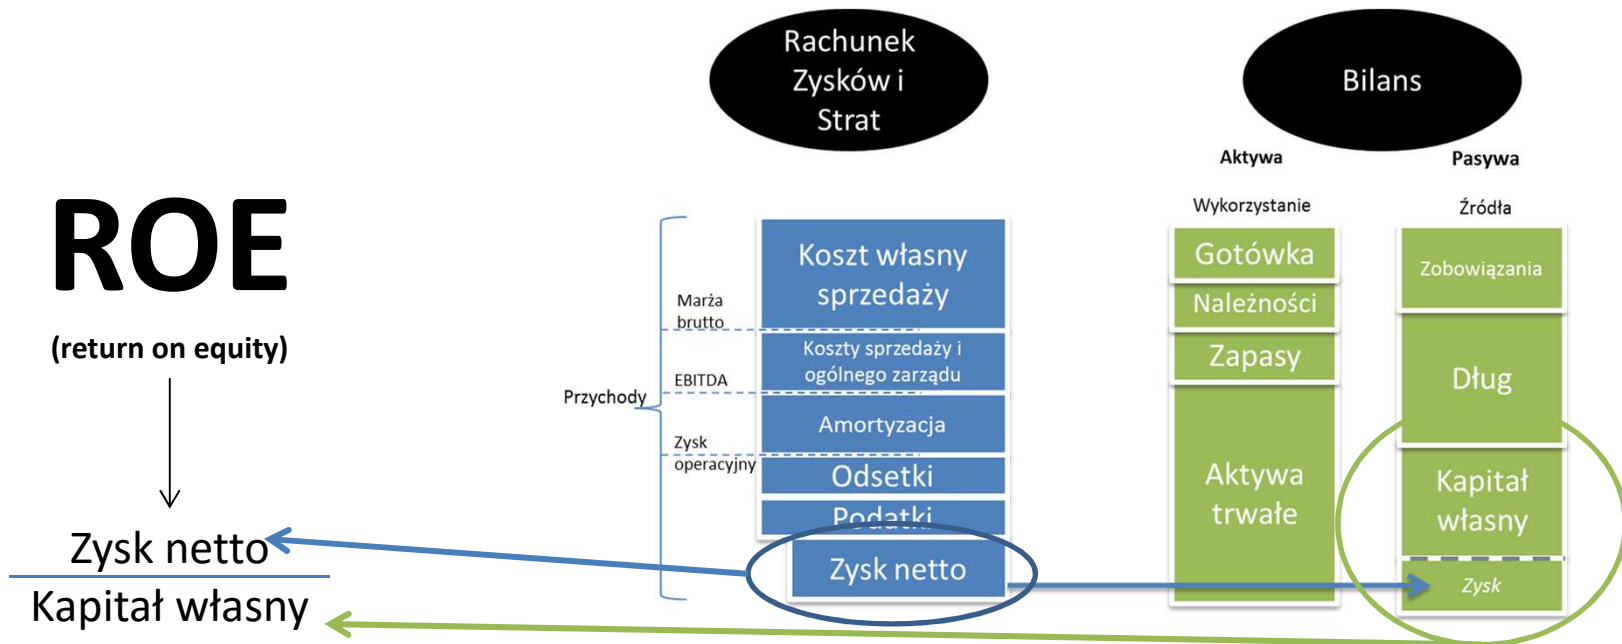 ROE
(return on equity)
Zysk netto
Kapitał własny
Rachunek
Zysków i
Strat
Przychody
Marża
brutto
EBITDA
Zysk
operacyjny
Koszt własny
sprzedaży
Koszty sprzedaży i
ogólnego zarządu
Amortyzacja
Odsetki
Podatki
Zysk netto
Bilans
Aktywa
Wykorzystanie
Gotówka
Należności
Zapasy
Aktywa
trwałe
Pasywa
Źródła
Zobowiązania
Dług
Kapitał
własny
Zysk